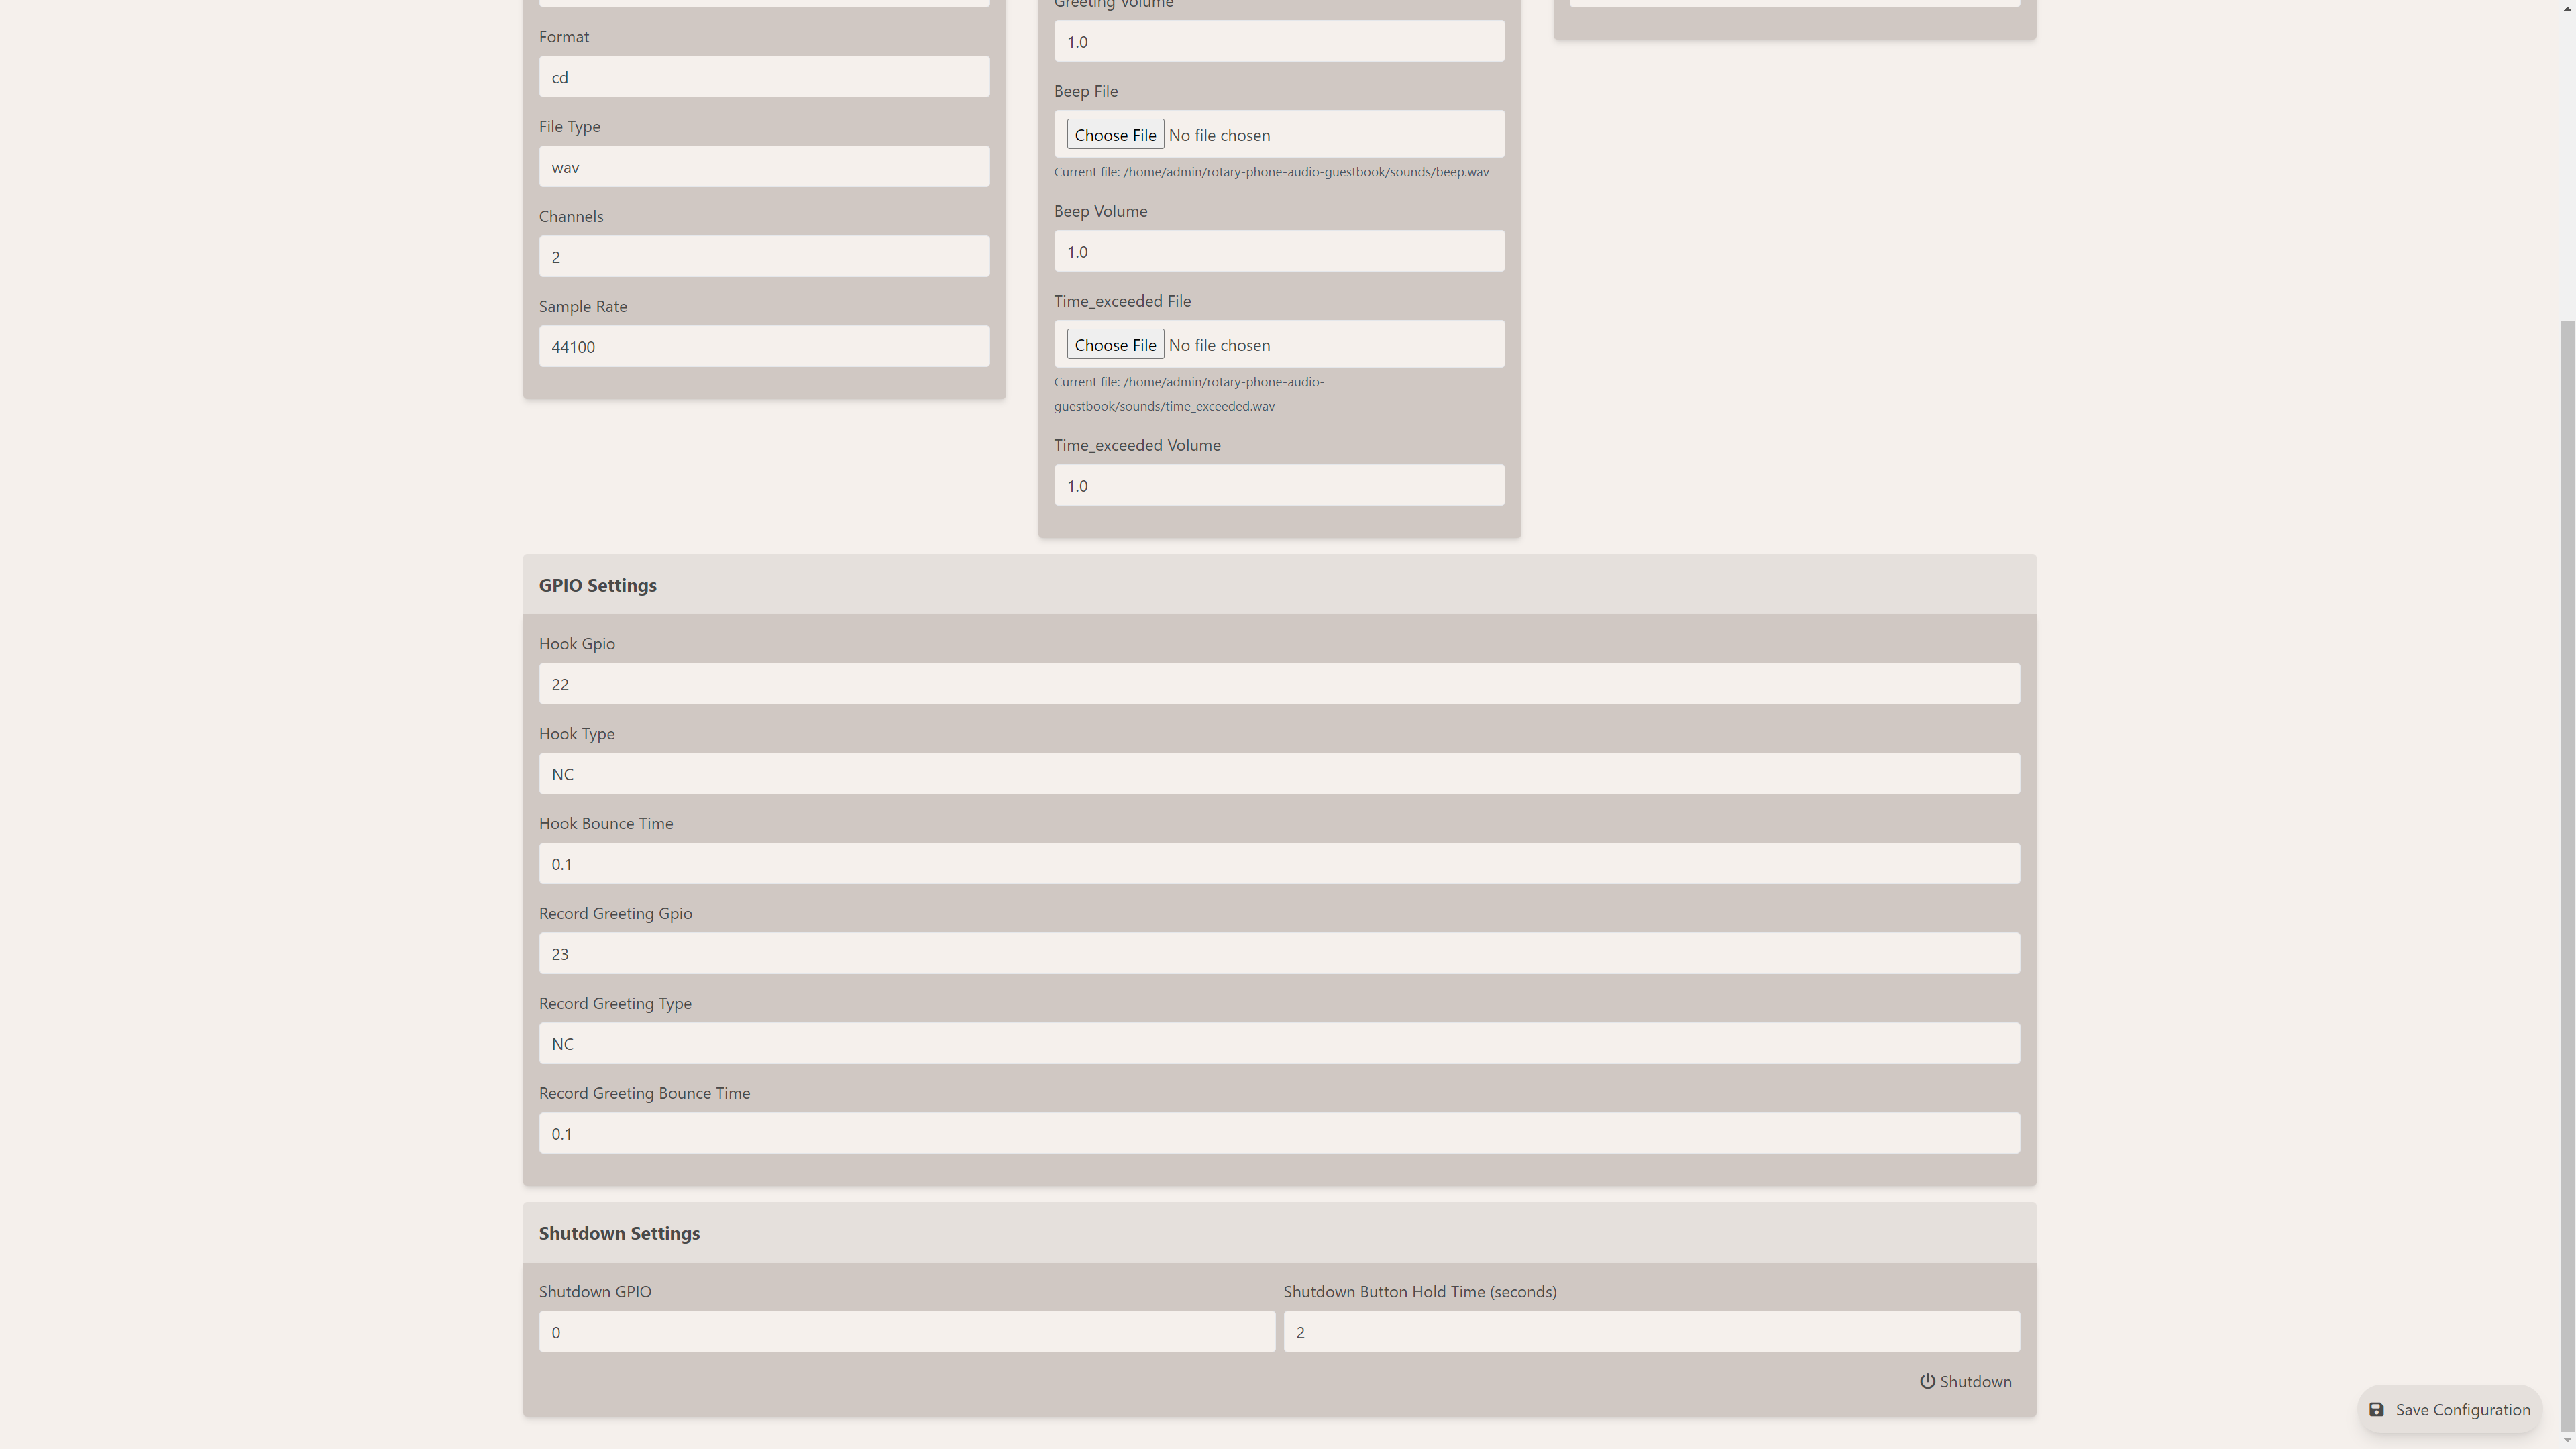 Format
cd
File Type
wav
Channels
2
Sample Rate
44100
Greeting Volume
1.0
Beep File
Choose File No file chosen
Current file: /home/admin/rotary-phone-audio-guestbook/sounds/beep.wav
Beep Volume
1.0
Time_exceeded File
Choose File No file chosen
Current file: /home/admin/rotary-phone-audio-
guestbook/sounds/time_exceeded.wav
Time_exceeded Volume
1.0
GPIO Settings
Hook Gpio
22
Hook Type
NC
Hook Bounce Time
0.1
Record Greeting Gpio
23
Record Greeting Type
NC
Record Greeting Bounce Time
0.1
Shutdown Settings
Shutdown GPIO
0
Shutdown Button Hold Time (seconds)
2
Shutdown
Save Configuration